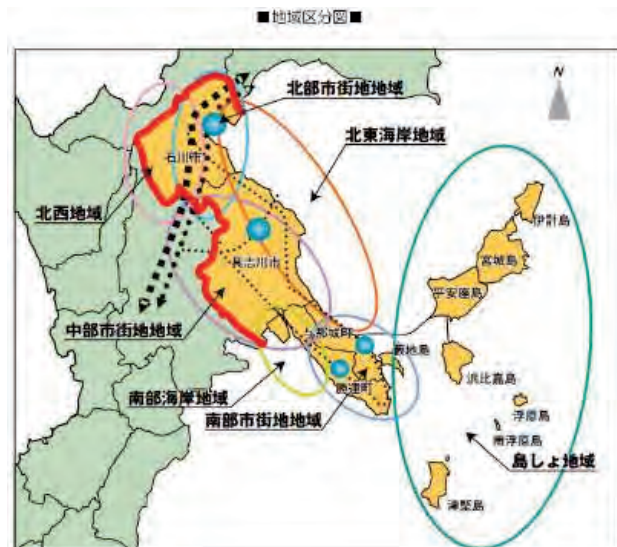 ■地域区分図■
N
北部市街地地域
北東海岸地域
石川市
北西地域
伊計島
宮城島
具志川市
平安座島
中部市街地地域
与那城町
藪地島
浜比嘉島
勝連町
南部海岸地域
浮原島
南部市街地地域
南浮原島
島しょ地域
津堅島